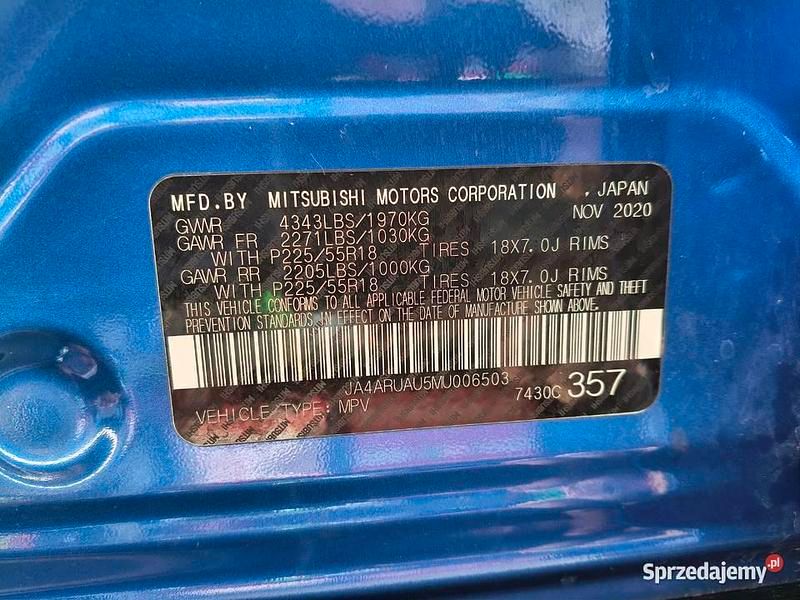 MFD.BY MITSUBISHI MOTORS CORPORATION , JAPAN
NOV 2020
GVWR 4343LBS/1970KG
GAWR FR 2271LBS/1030KG
WITH P225/55R18 TIRES 18X7.0J RIMS
GAWR RR 2205LBS/1000KG
WITH P225/55R18 TIRES 18X7.0J RIMS
THIS VEHICLE CONFORMS TO ALL APPLICABLE FEDERAL MOTOR VEHICLE SAFETY AND THEFT
PREVENTION STANDARDS IN EFFECT ON THE DATE OF MANUFACTURE SHOWN ABOVE.
JA4ARUAU5MU006503
7430C 357
VEHICLE TYPE: MPV
Sprzedajemy.pl